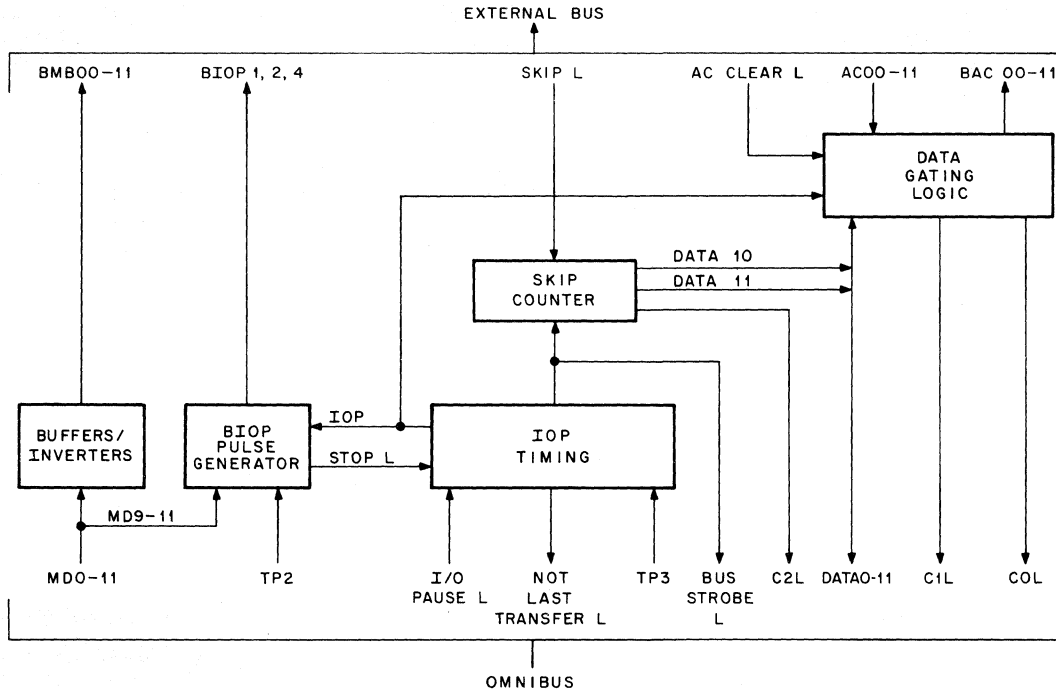 EXTERNAL BUS
BMB00-11
BIOP 1, 2, 4
SKIP L
AC CLEAR L
AC00-11
BAC 00-11
DATA
GATING
LOGIC
DATA 10
DATA 11
SKIP
COUNTER
BUFFERS/
INVERTERS
BIOP
PULSE
GENERATOR
IOP
STOP L
IOP
TIMING
MD9-11
MD0-11
TP2
I/O
PAUSE L
NOT
LAST
TRANSFER L
TP3
BUS
STROBE
L
C2L
DATA0-11
C1L
C0L
OMNIBUS